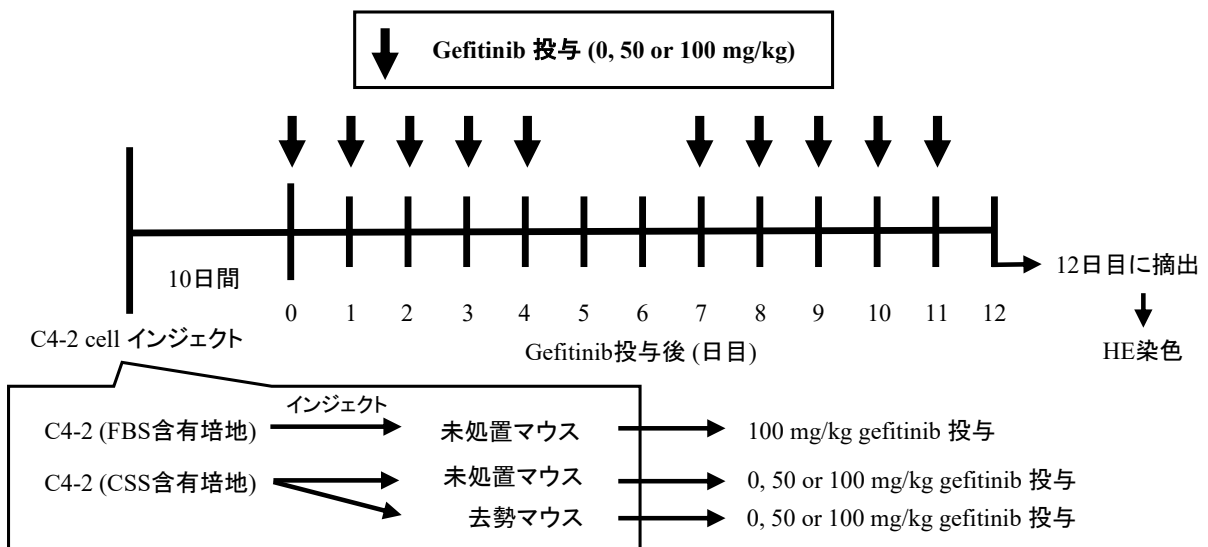 Gefitinib 投与 (0, 50 or 100 mg/kg)
10日間
0 1 2 3 4 5 6 7 8 9 10 11 12
12日目に摘出
C4-2 cell インジェクト
Gefitinib投与後 (日目)
HE染色
インジェクト
C4-2 (FBS含有培地) 未処置マウス 100 mg/kg gefitinib 投与
C4-2 (CSS含有培地) 未処置マウス 0, 50 or 100 mg/kg gefitinib 投与
去勢マウス 0, 50 or 100 mg/kg gefitinib 投与